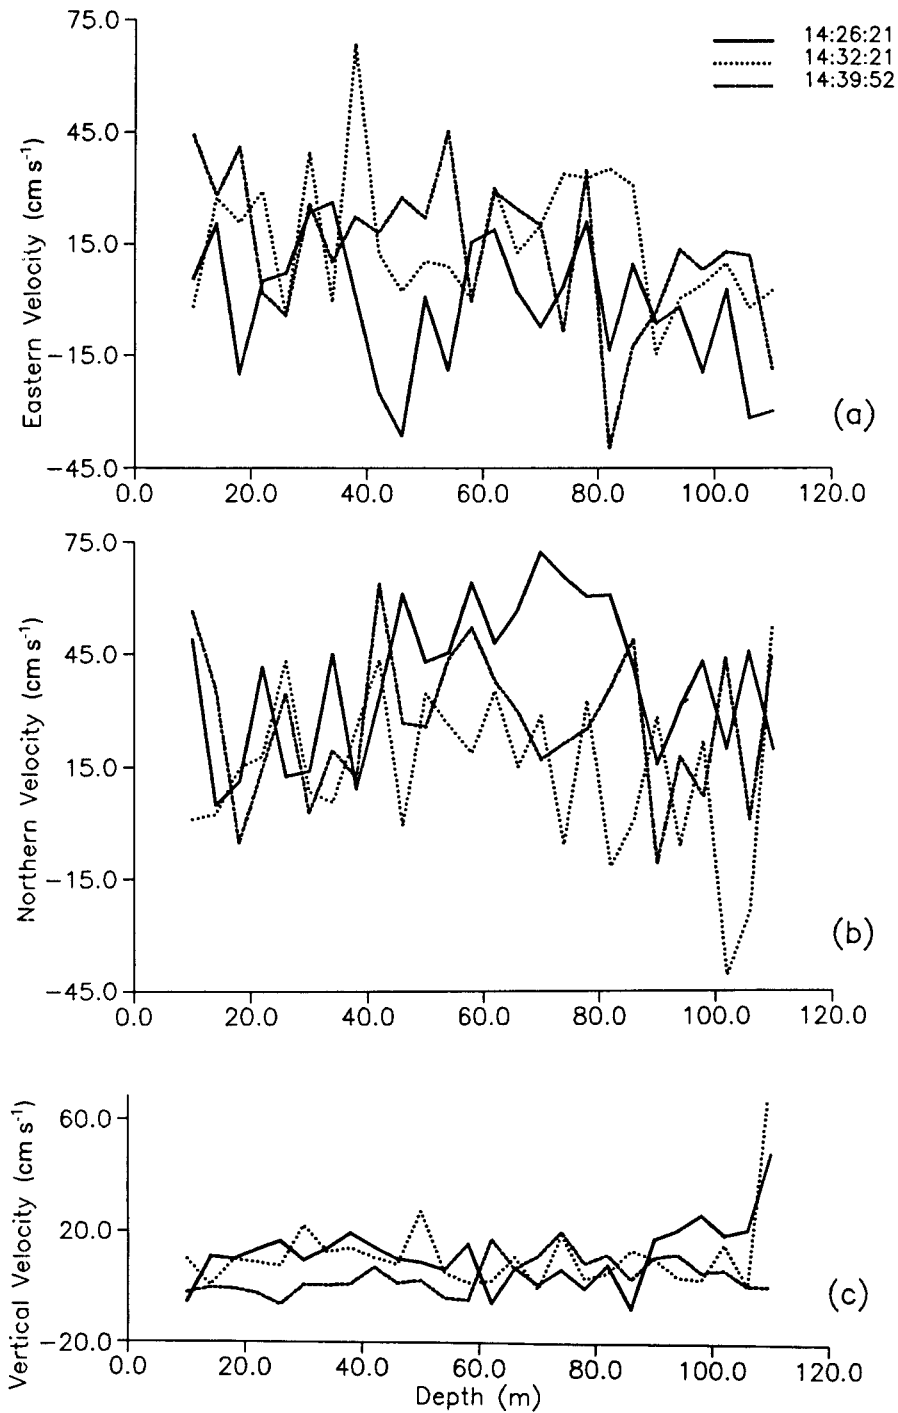 75.0
14:26:21
14:32:21
14:39:52
45.0
15.0
−15.0
−45.0
Eastern Velocity (cm s⁻¹)
(a)
0.0 20.0 40.0 60.0 80.0 100.0 120.0
75.0
45.0
15.0
−15.0
−45.0
Northern Velocity (cm s⁻¹)
(b)
0.0 20.0 40.0 60.0 80.0 100.0 120.0
60.0
20.0
−20.0
Vertical Velocity (cm s⁻¹)
(c)
0.0 20.0 40.0 60.0 80.0 100.0 120.0
Depth (m)